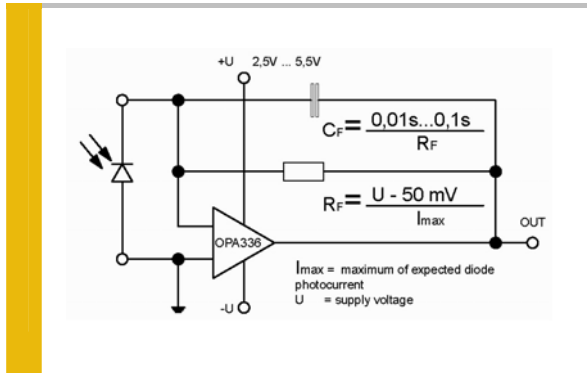 +U 2,5V ... 5,5V
CF= 0,01s...0,1s
RF
RF= U - 50 mV
Imax
OUT
OPA336
Imax = maximum of expected diode
photocurrent
U = supply voltage
-U